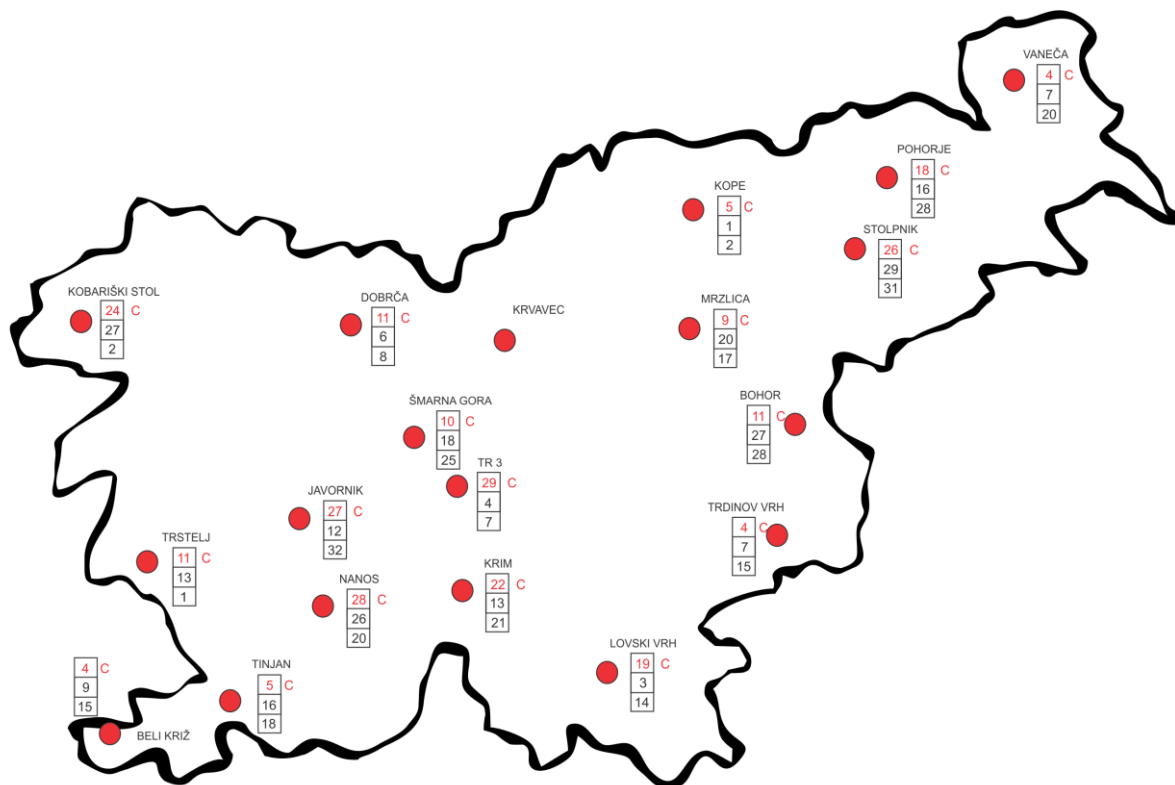 VANEČA
4 C
7
20
POHORJE
18 C
16
28
KOPE
5 C
1
2
STOLPNIK
26 C
29
31
KOBARIŠKI STOL
24 C
27
2
DOBRČA
11 C
6
8
KRVAVEC
MRZLICA
9 C
20
17
ŠMARNA GORA
10 C
18
25
BOHOR
11 C
27
28
TR 3
29 C
4
7
JAVORNIK
27 C
12
32
TRDINOV VRH
4 C
7
15
TRSTELJ
11 C
13
1
KRIM
22 C
13
21
NANOS
28 C
26
20
LOVSKI VRH
19 C
3
14
4 C
9
15
BELI KRIŽ
TINJAN
5 C
16
18